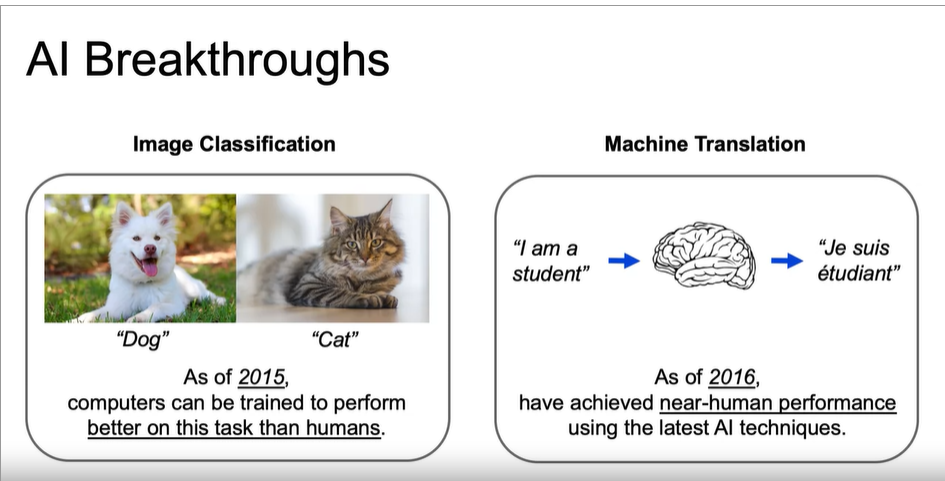 AI Breakthroughs
Image Classification
“Dog”
“Cat”
As of 2015,
computers can be trained to perform
better on this task than humans.
Machine Translation
“I am a
student”
“Je suis
étudiant”
As of 2016,
have achieved near-human performance
using the latest AI techniques.